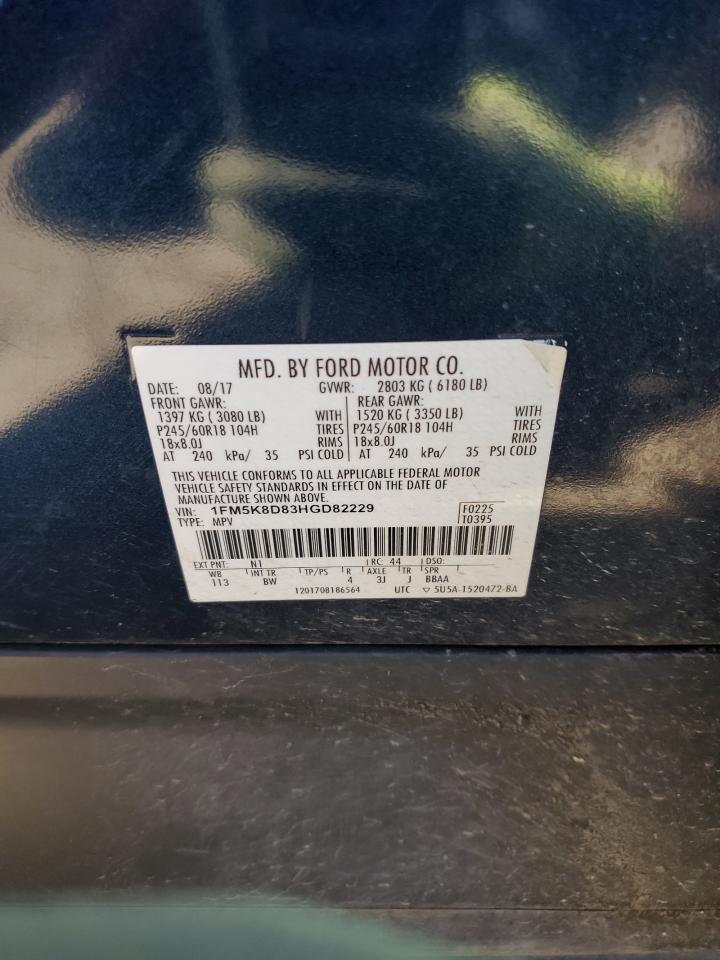 MFD. BY FORD MOTOR CO.
DATE: 08/17 GVWR: 2803 KG ( 6180 LB)
FRONT GAWR: REAR GAWR:
1397 KG ( 3080 LB) WITH 1520 KG ( 3350 LB) WITH
P245/60R18 104H TIRES P245/60R18 104H TIRES
18x8.0J RIMS 18x8.0J RIMS
AT 240 kPa/ 35 PSI COLD AT 240 kPa/ 35 PSI COLD
THIS VEHICLE CONFORMS TO ALL APPLICABLE FEDERAL MOTOR
VEHICLE SAFETY STANDARDS IN EFFECT ON THE DATE OF
MANUFACTURE SHOWN ABOVE.
VIN: 1FM5K8D83HGD82229 F0225
TYPE: MPV T0395
EXT PNT: N1 RC: 44 DSO:
WB INT TR TP/PS R AXLE TR SPR
113 BW 4 3J J BBAA
1201708186564 UTC ▽ 5U5A-1520472-BA